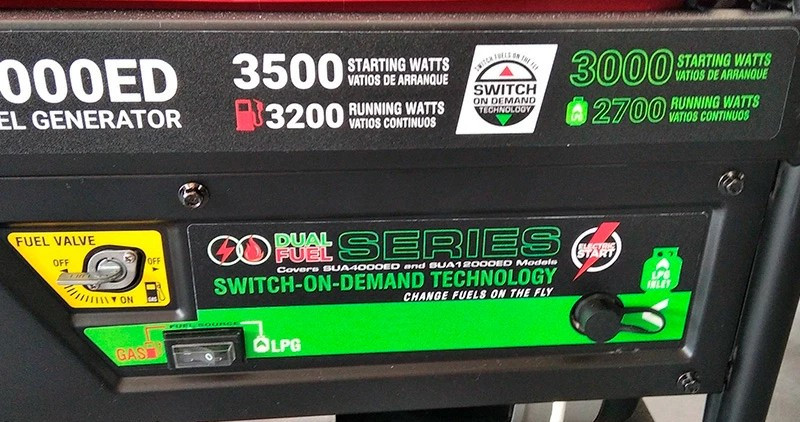 000ED
EL GENERATOR
3500 STARTING WATTS
VATIOS DE ARRANQUE
3200 RUNNING WATTS
VATIOS CONTINUOS
SWITCH FUELS ON THE FLY
SWITCH
ON DEMAND
TECHNOLOGY
3000 STARTING WATTS
VATIOS DE ARRANQUE
2700 RUNNING WATTS
VATIOS CONTINUOS
FUEL VALVE
OFF
OFF
ON
GAS
DUAL
FUEL
SERIES
Covers SUA4000ED and SUA12000ED Models
SWITCH-ON-DEMAND TECHNOLOGY
CHANGE FUELS ON THE FLY
ELECTRIC
START
LPG
INLET
FUEL SOURCE
GAS
LPG